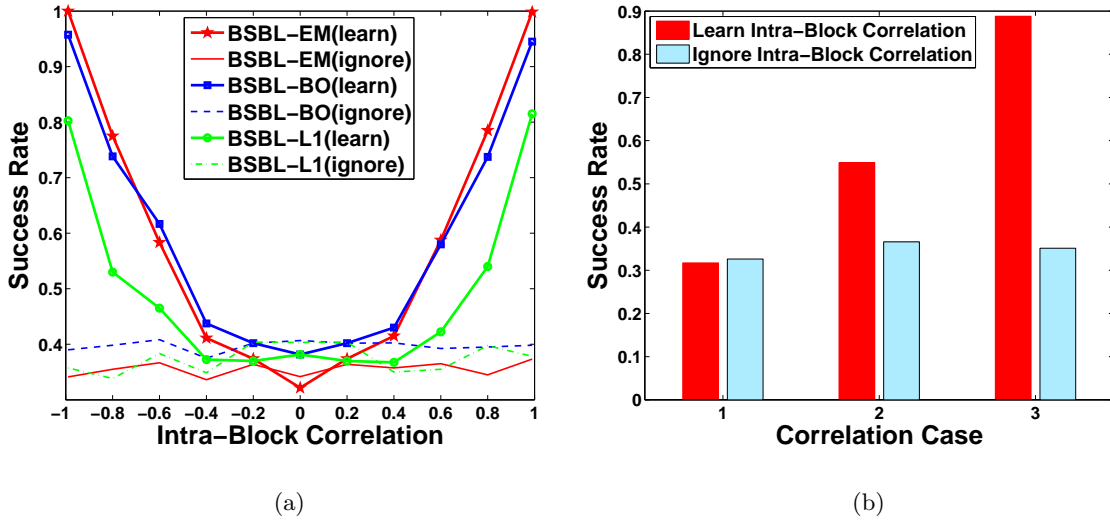 1
0.9
0.8
0.7
0.6
0.5
0.4
Success Rate
BSBL−EM(learn)
BSBL−EM(ignore)
BSBL−BO(learn)
BSBL−BO(ignore)
BSBL−L1(learn)
BSBL−L1(ignore)
−1 −0.8 −0.6 −0.4 −0.2 0 0.2 0.4 0.6 0.8 1
Intra−Block Correlation
(a)
0.9
0.8
0.7
0.6
0.5
0.4
0.3
0.2
0.1
0
Success Rate
Learn Intra−Block Correlation
Ignore Intra−Block Correlation
1 2 3
Correlation Case
(b)